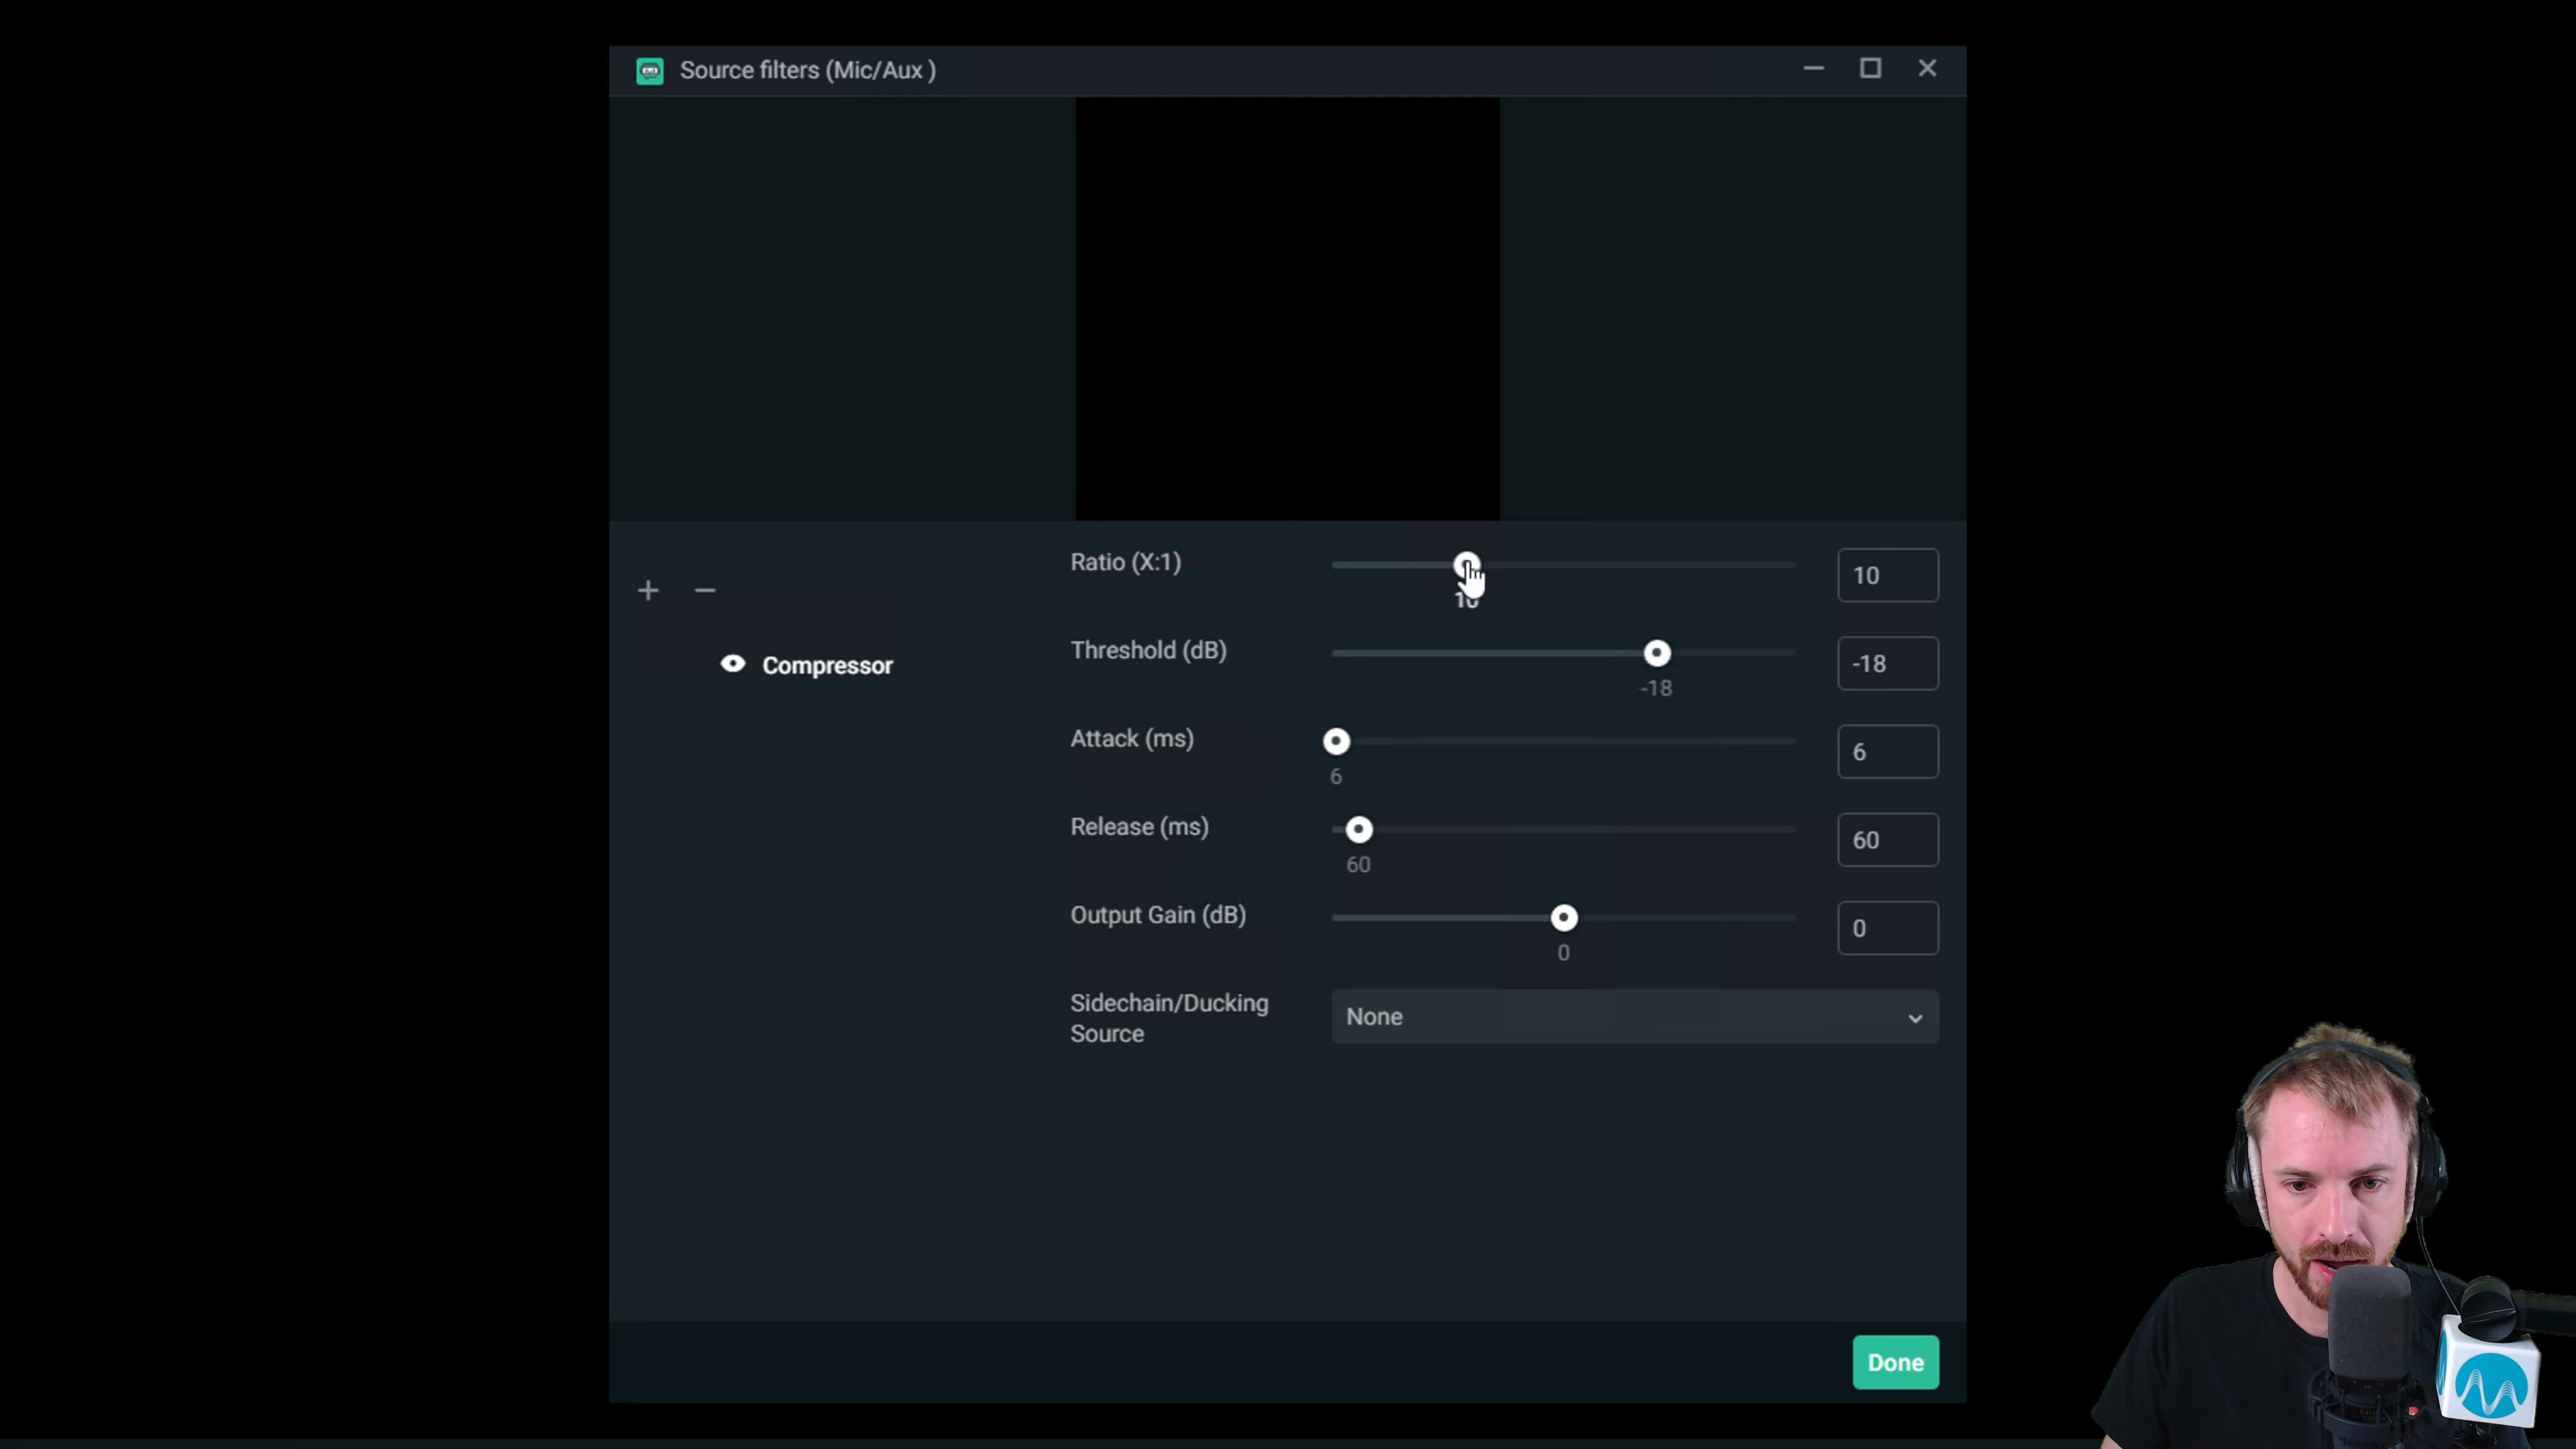 Source filters (Mic/Aux )
Ratio (X:1)
10
10
Compressor
Threshold (dB)
-18
-18
Attack (ms)
6
6
Release (ms)
60
60
Output Gain (dB)
0
0
Sidechain/Ducking
Source
None
Done